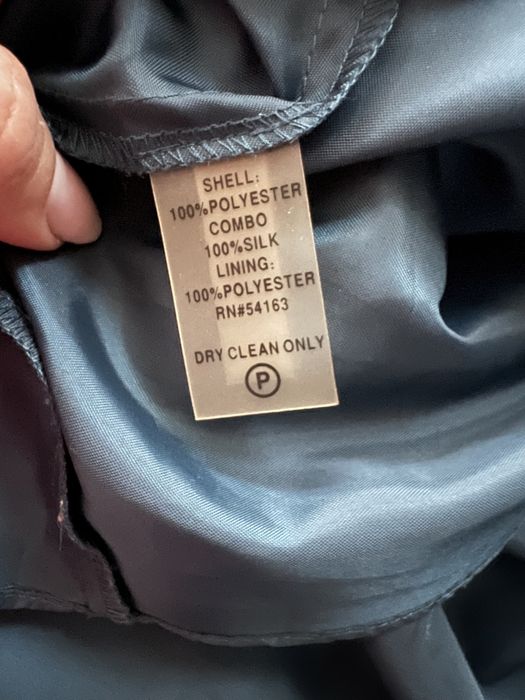 SHELL:
100%POLYESTER
COMBO
100%SILK
LINING:
100%POLYESTER
RN#54163
DRY CLEAN ONLY
P